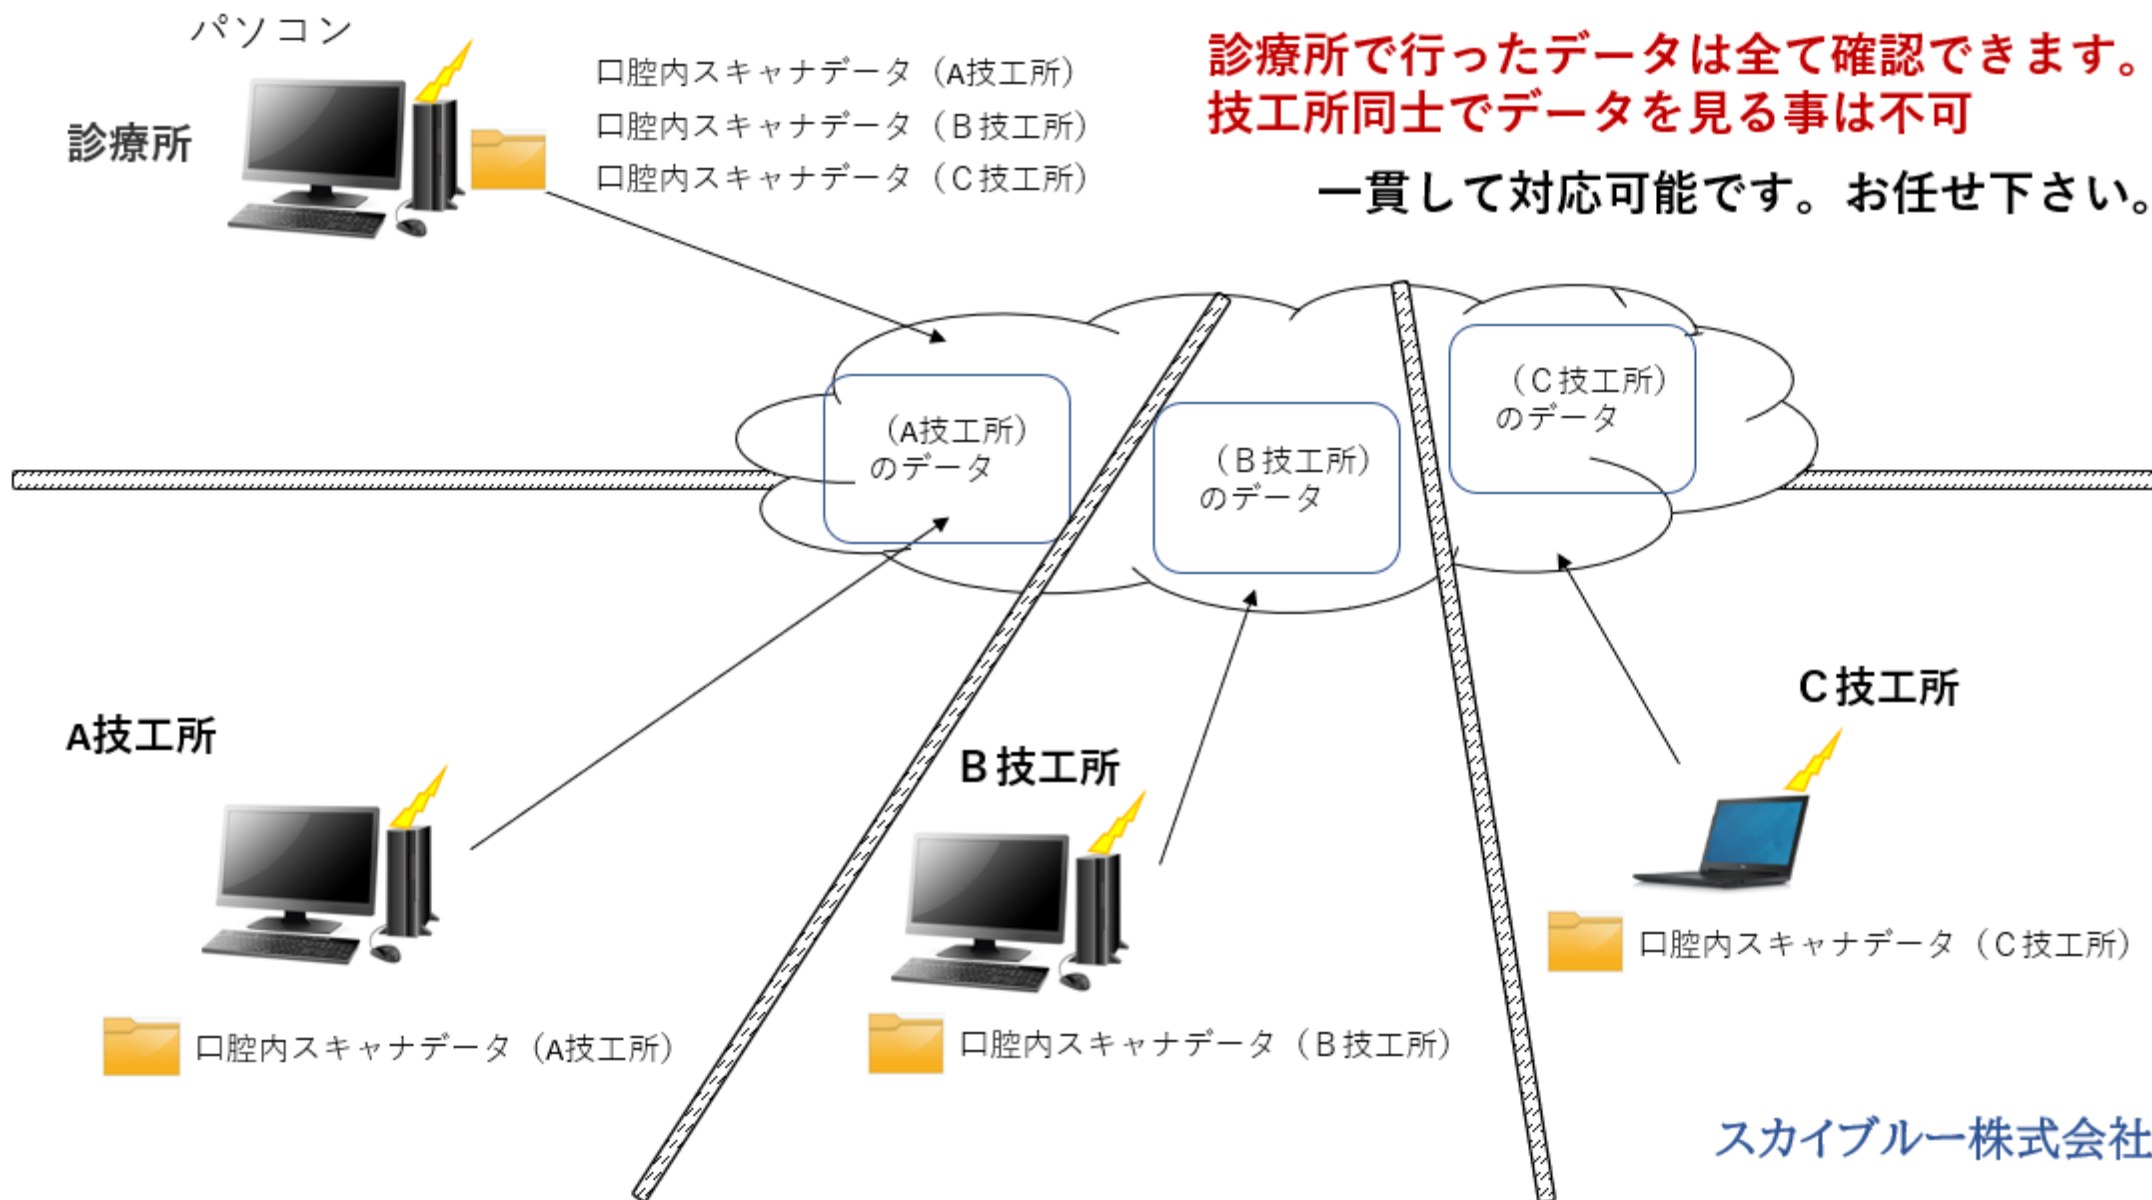 パソコン
診療所
口腔内スキャナデータ（A技工所）
口腔内スキャナデータ（Ｂ技工所）
口腔内スキャナデータ（Ｃ技工所）
診療所で行ったデータは全て確認できます。
技工所同士でデータを見る事は不可
一貫して対応可能です。お任せ下さい。
（A技工所）
のデータ
（Ｂ技工所）
のデータ
（Ｃ技工所）
のデータ
A技工所
Ｂ技工所
Ｃ技工所
口腔内スキャナデータ（A技工所）
口腔内スキャナデータ（Ｂ技工所）
口腔内スキャナデータ（Ｃ技工所）
スカイブルー株式会社